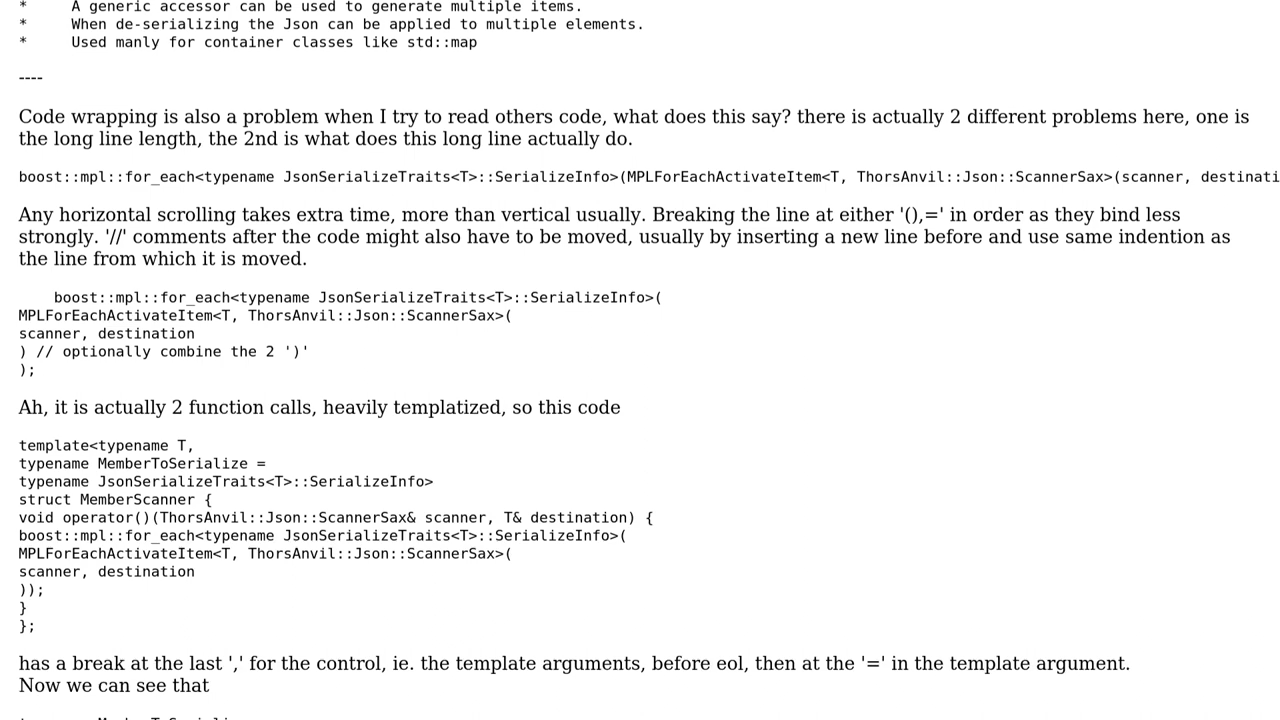 *     A generic accessor can be used to generate multiple items.
*     When de-serializing the Json can be applied to multiple elements.
*     Used manly for container classes like std::map
----
Code wrapping is also a problem when I try to read others code, what does this say? there is actually 2 different problems here, one is
the long line length, the 2nd is what does this long line actually do.
boost::mpl::for_each<typename JsonSerializeTraits<T>::SerializeInfo>(MPLForEachActivateItem<T, ThorsAnvil::Json::ScannerSax>(scanner, destinati
Any horizontal scrolling takes extra time, more than vertical usually. Breaking the line at either '(),=' in order as they bind less
strongly. '//' comments after the code might also have to be moved, usually by inserting a new line before and use same indention as
the line from which it is moved.
    boost::mpl::for_each<typename JsonSerializeTraits<T>::SerializeInfo>(
MPLForEachActivateItem<T, ThorsAnvil::Json::ScannerSax>(
scanner, destination
) // optionally combine the 2 ')'
);
Ah, it is actually 2 function calls, heavily templatized, so this code
template<typename T,
typename MemberToSerialize =
typename JsonSerializeTraits<T>::SerializeInfo>
struct MemberScanner {
void operator()(ThorsAnvil::Json::ScannerSax& scanner, T& destination) {
boost::mpl::for_each<typename JsonSerializeTraits<T>::SerializeInfo>(
MPLForEachActivateItem<T, ThorsAnvil::Json::ScannerSax>(
scanner, destination
));
}
};
has a break at the last ',' for the control, ie. the template arguments, before eol, then at the '=' in the template argument.
Now we can see that